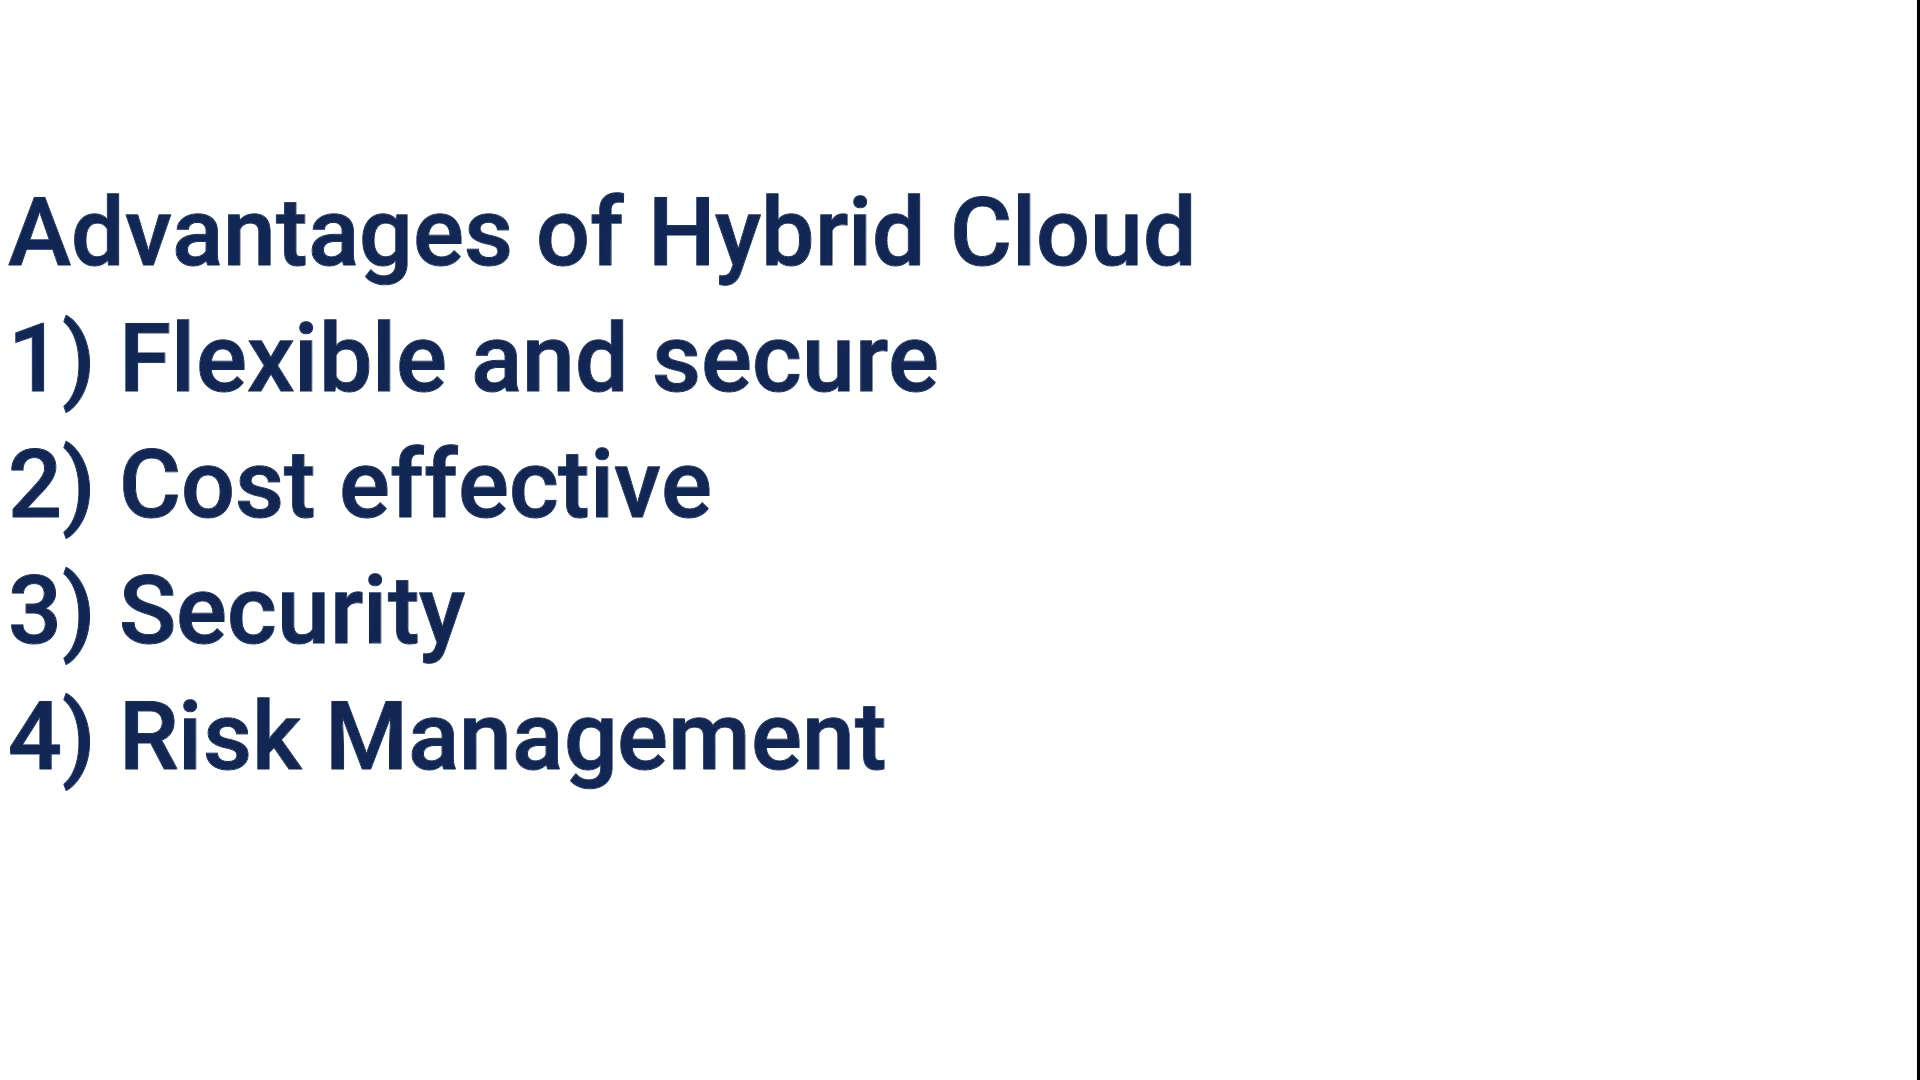 Advantages of Hybrid Cloud
1) Flexible and secure
2) Cost effective
3) Security
4) Risk Management